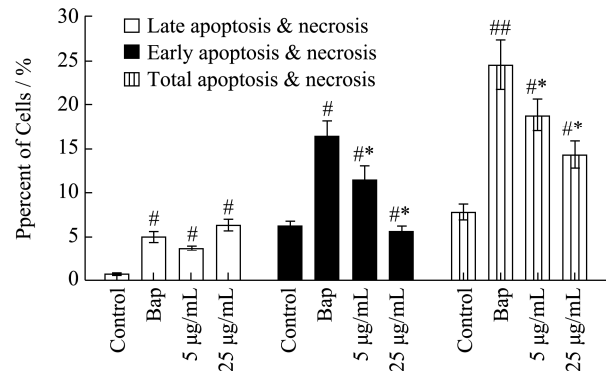 30
25
20
15
10
5
0
Ppercent of Cells / %
Late apoptosis & necrosis
Early apoptosis & necrosis
Total apoptosis & necrosis
# # #
# #* #*
## #* #*
Control Bap 5 μg/mL 25 μg/mL Control Bap 5 μg/mL 25 μg/mL Control Bap 5 μg/mL 25 μg/mL